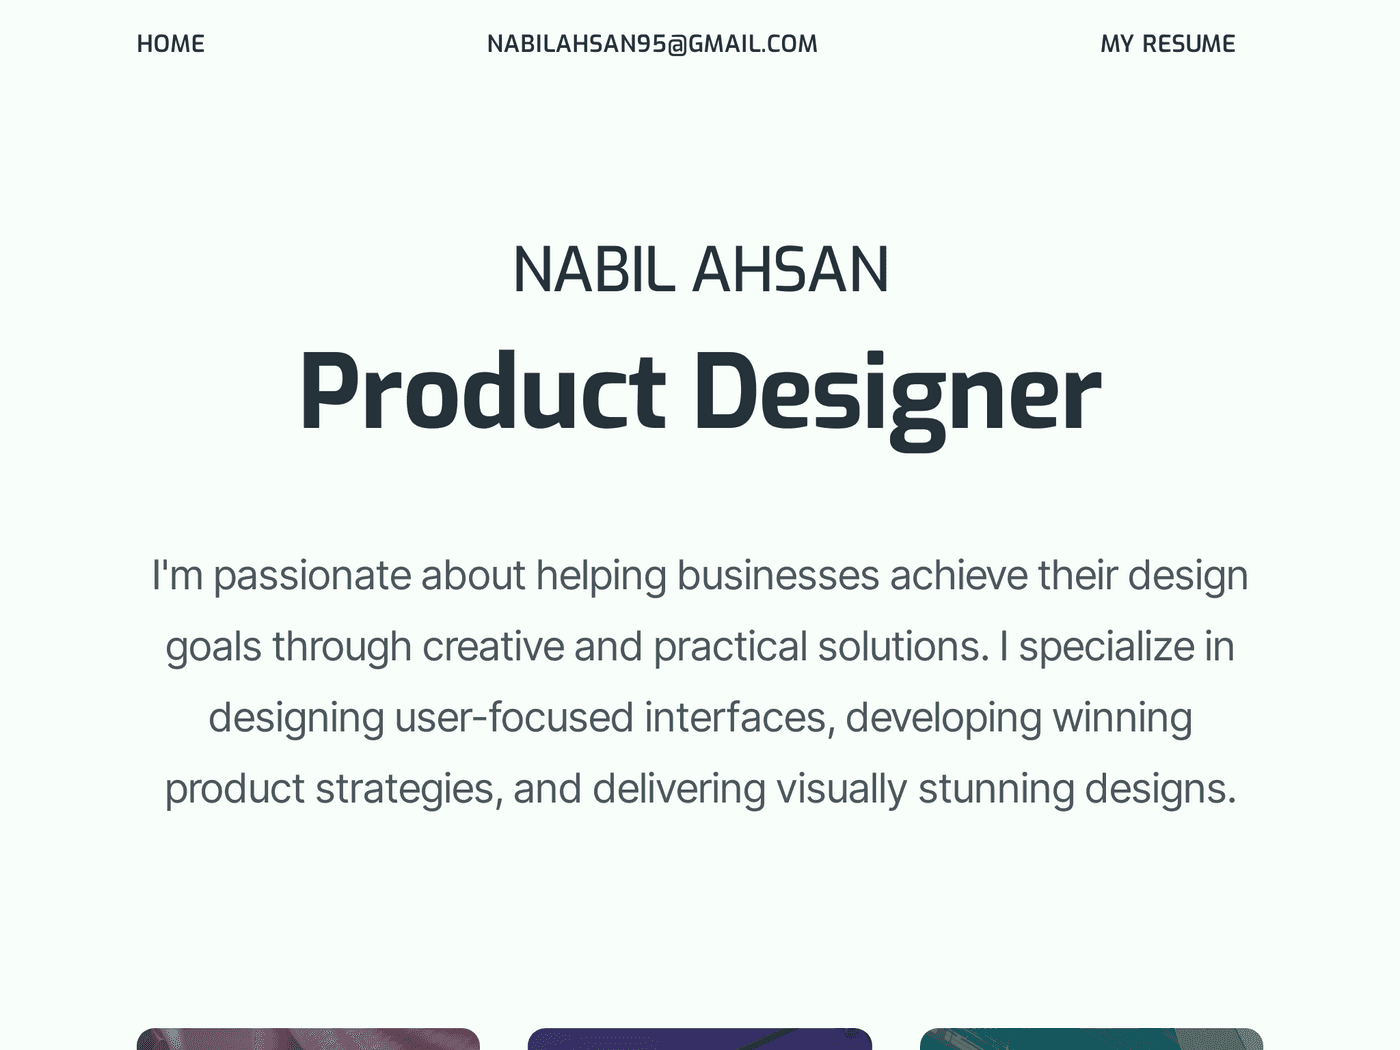 HOME
NABILAHSAN95@GMAIL.COM
MY RESUME
NABIL AHSAN
Product Designer
I'm passionate about helping businesses achieve their design
goals through creative and practical solutions. I specialize in
designing user-focused interfaces, developing winning
product strategies, and delivering visually stunning designs.